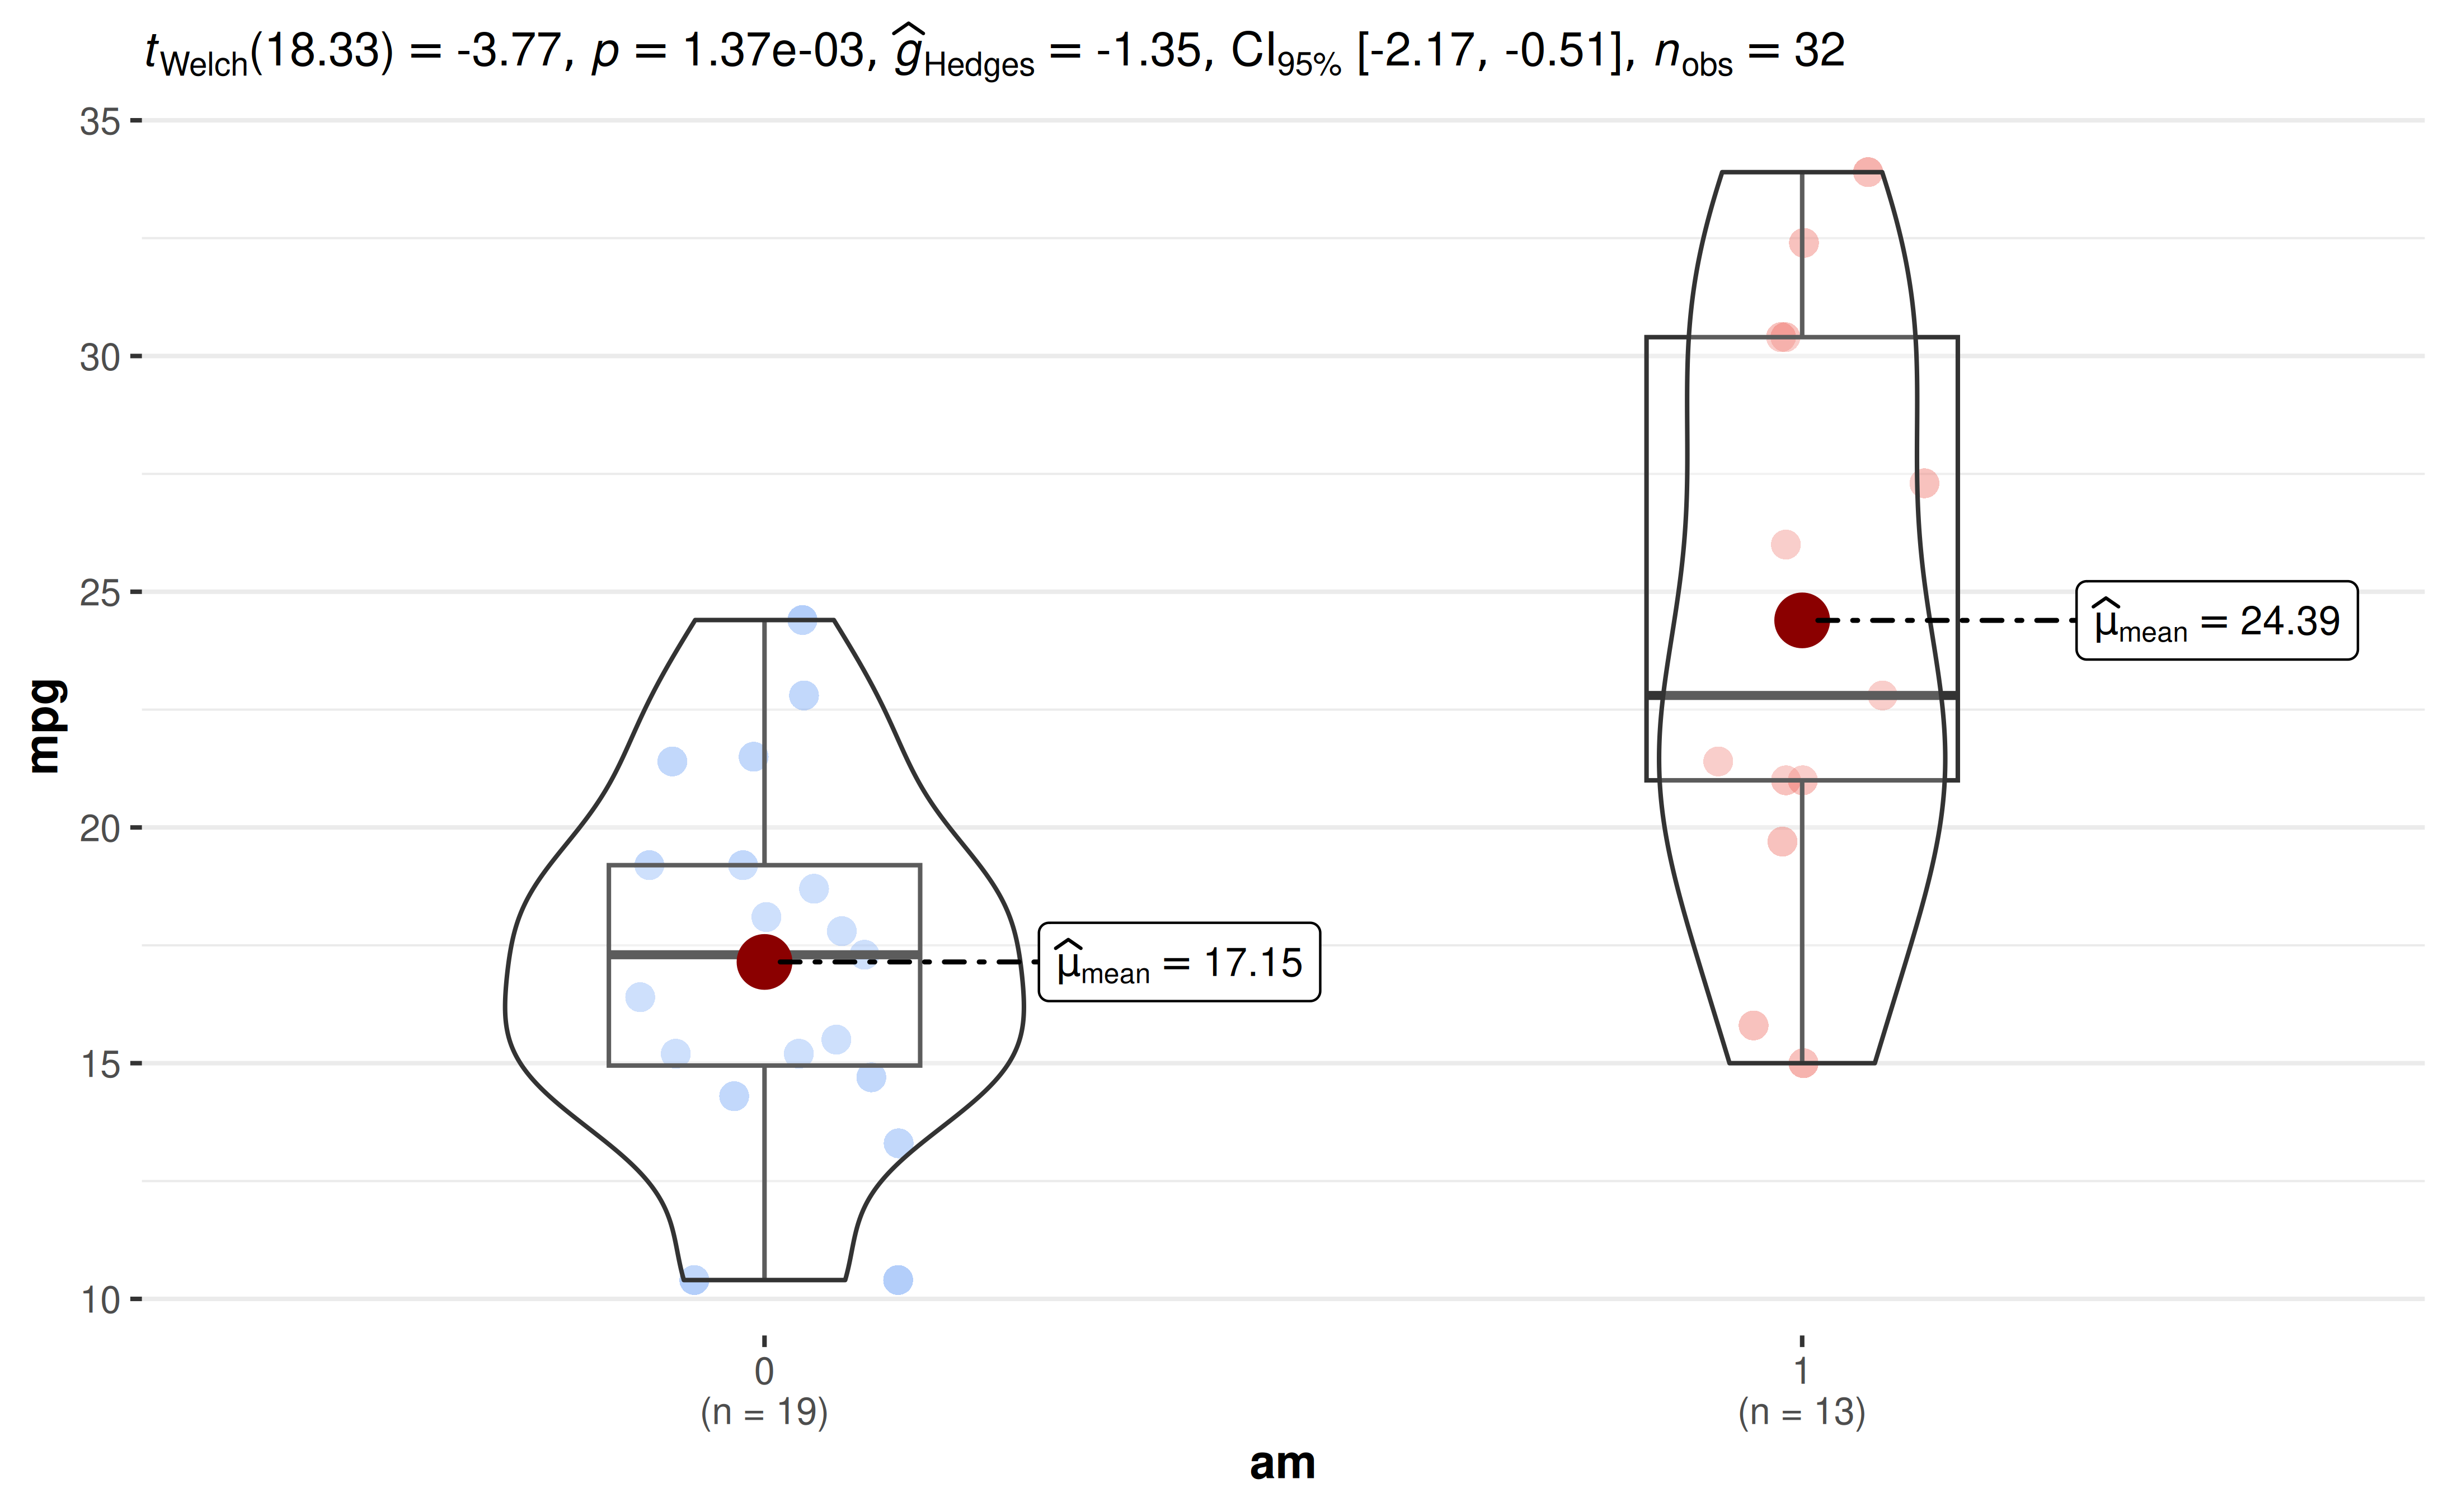 t̂Welch(18.33) = -3.77, p = 1.37e-03, ĝHedges = -1.35, CI95% [-2.17, -0.51], nobs = 32
35
30
25
20
15
10
mpg
μ̂mean = 17.15
μ̂mean = 24.39
0
(n = 19)
1
(n = 13)
am